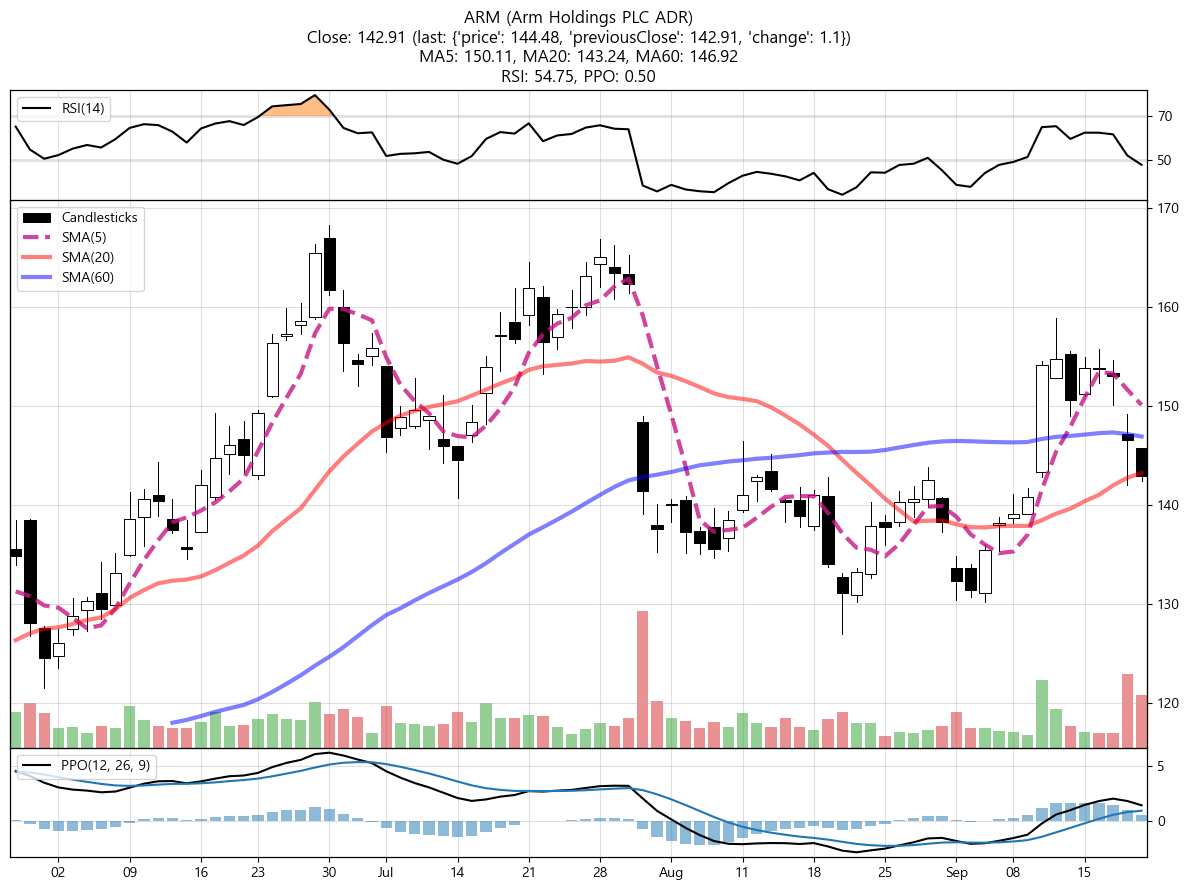 ARM (Arm Holdings PLC ADR)
Close: 142.91 (last: {'price': 144.48, 'previousClose': 142.91, 'change': 1.1})
MA5: 150.11, MA20: 143.24, MA60: 146.92
RSI: 54.75, PPO: 0.50
RSI(14)
70
50
Candlesticks
SMA(5)
SMA(20)
SMA(60)
170
160
150
140
130
120
PPO(12, 26, 9)
5
0
02 09 16 23 30 Jul 14 21 28 Aug 11 18 25 Sep 08 15